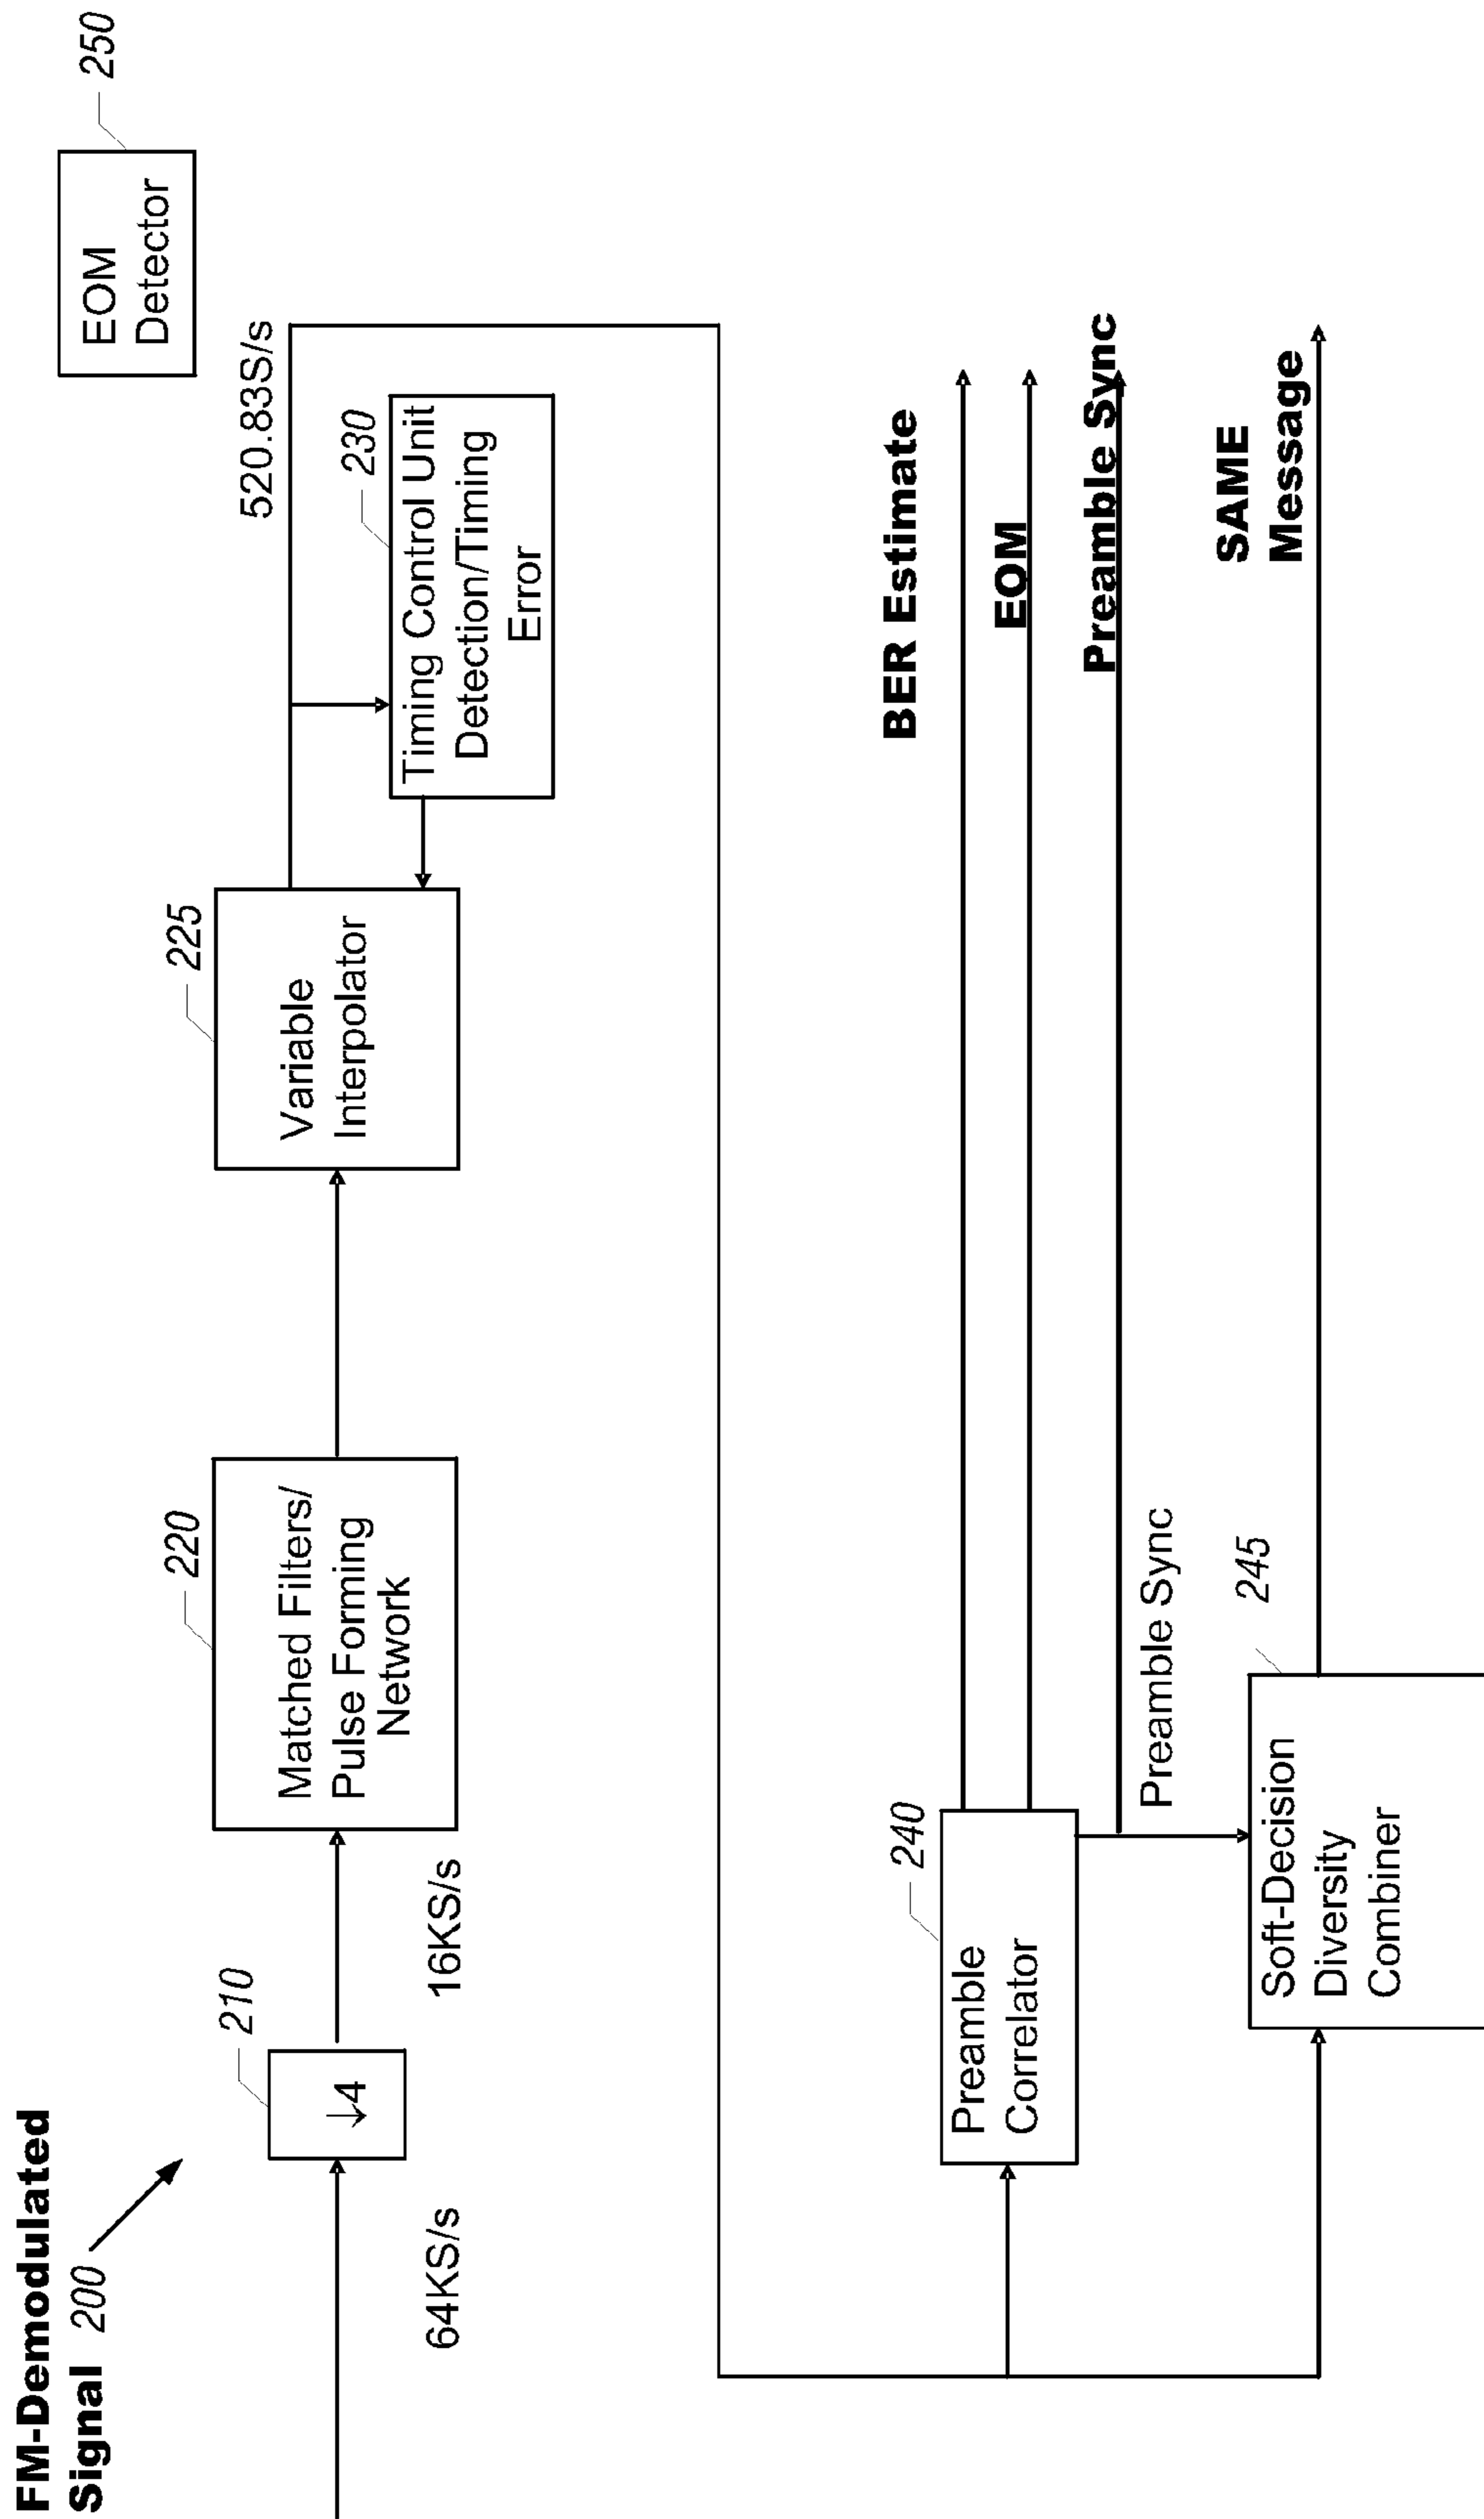 FM-Demodulated
Signal 200
64KS/s
210
↓4
16KS/s
220
Matched Filters/
Pulse Forming
Network
225
Variable
Interpolator
520.83S/s
230
Timing Control Unit
Detection/Timing
Error
250
EOM
Detector
240
Preamble
Correlator
BER Estimate
EOM
Preamble Sync
Preamble Sync
245
Soft-Decision
Diversity
Combiner
SAME
Message